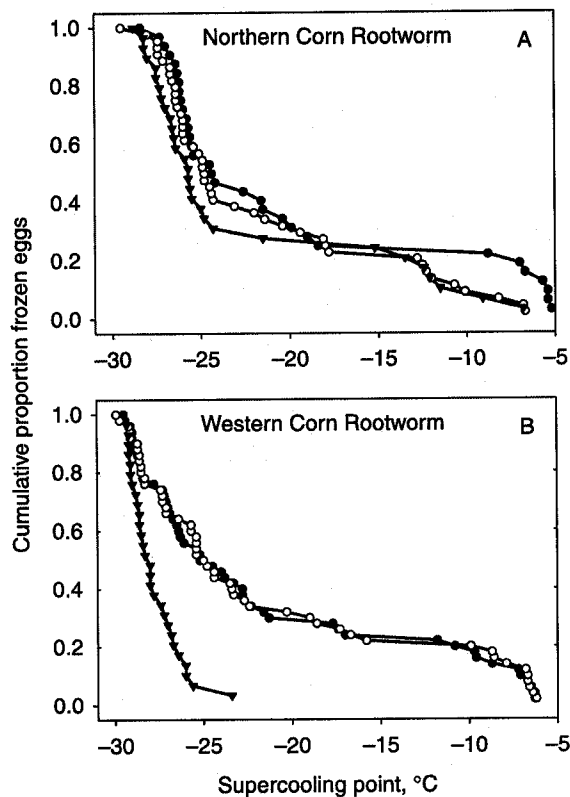 Northern Corn Rootworm A
1.0
0.8
0.6
0.4
0.2
0.0
−30 −25 −20 −15 −10 −5
Cumulative proportion frozen eggs
Western Corn Rootworm B
1.0
0.8
0.6
0.4
0.2
0.0
−30 −25 −20 −15 −10 −5
Supercooling point, °C